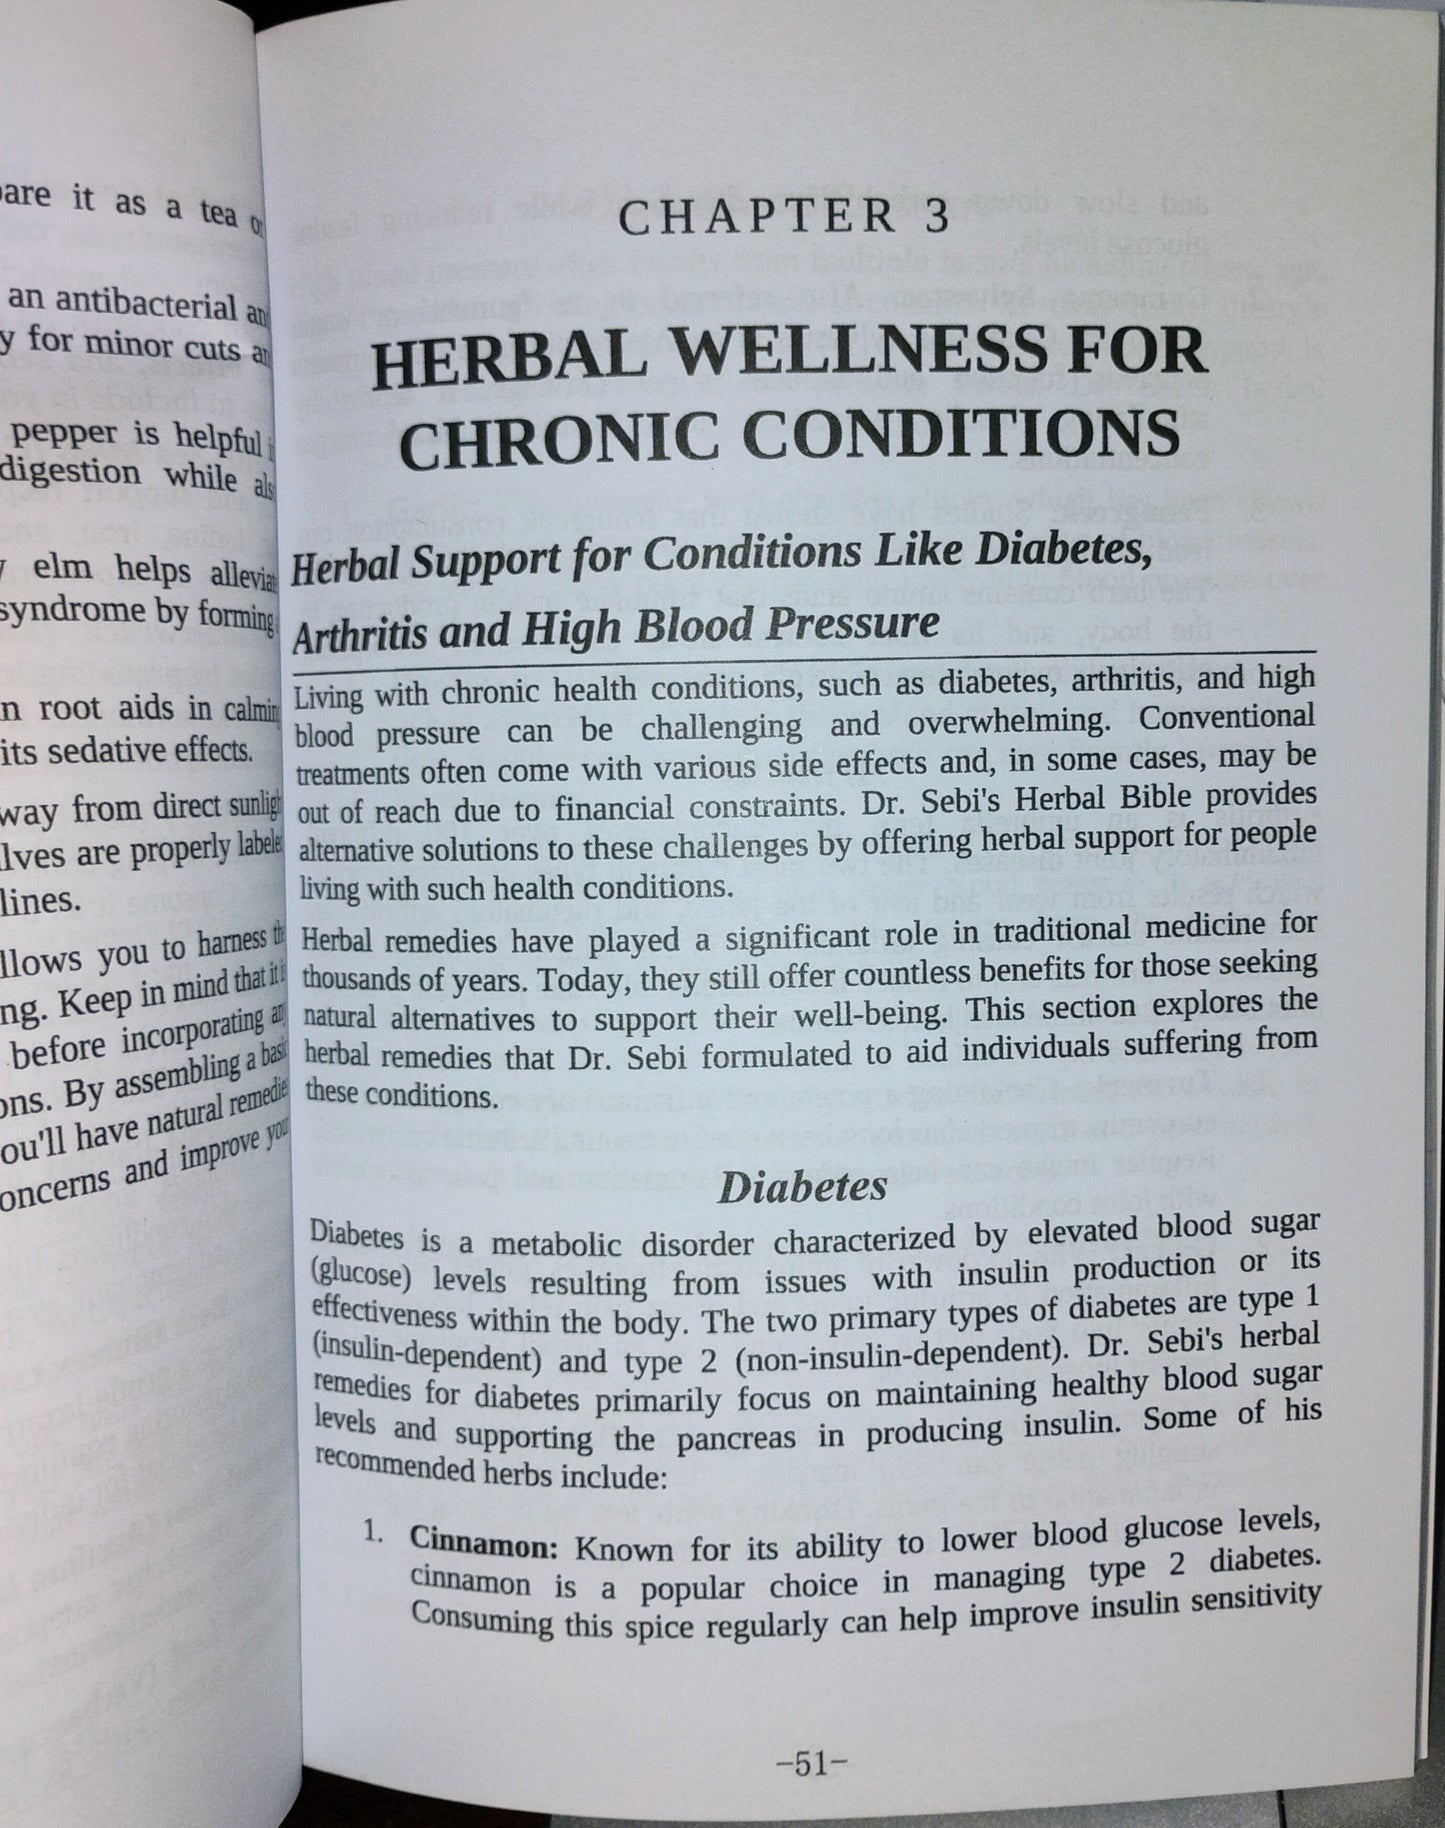 are it as a tea
an antibacterial
y for minor cuts
pepper is helpful
digestion while
elm helps
syndrome by forming
n root aids in
its sedative effects.
way from direct
lves are properly
lines.
llows you to harness
ng. Keep in mind that it
before incorporating
ons. By assembling a
ou'll have natural
oncerns and improve
CHAPTER 3
HERBAL WELLNESS FOR
CHRONIC CONDITIONS
Herbal Support for Conditions Like Diabetes,
Arthritis and High Blood Pressure
Living with chronic health conditions, such as diabetes, arthritis, and high
blood pressure can be challenging and overwhelming. Conventional
treatments often come with various side effects and, in some cases, may be
out of reach due to financial constraints. Dr. Sebi's Herbal Bible provides
alternative solutions to these challenges by offering herbal support for people
living with such health conditions.
Herbal remedies have played a significant role in traditional medicine for
thousands of years. Today, they still offer countless benefits for those seeking
natural alternatives to support their well-being. This section explores the
herbal remedies that Dr. Sebi formulated to aid individuals suffering from
these conditions.
Diabetes
Diabetes is a metabolic disorder characterized by elevated blood sugar
(glucose) levels resulting from issues with insulin production or its
effectiveness within the body. The two primary types of diabetes are type 1
(insulin-dependent) and type 2 (non-insulin-dependent). Dr. Sebi's herbal
remedies for diabetes primarily focus on maintaining healthy blood sugar
levels and supporting the pancreas in producing insulin. Some of his
recommended herbs include:
1. Cinnamon: Known for its ability to lower blood glucose levels,
cinnamon is a popular choice in managing type 2 diabetes.
Consuming this spice regularly can help improve insulin sensitivity
–51–